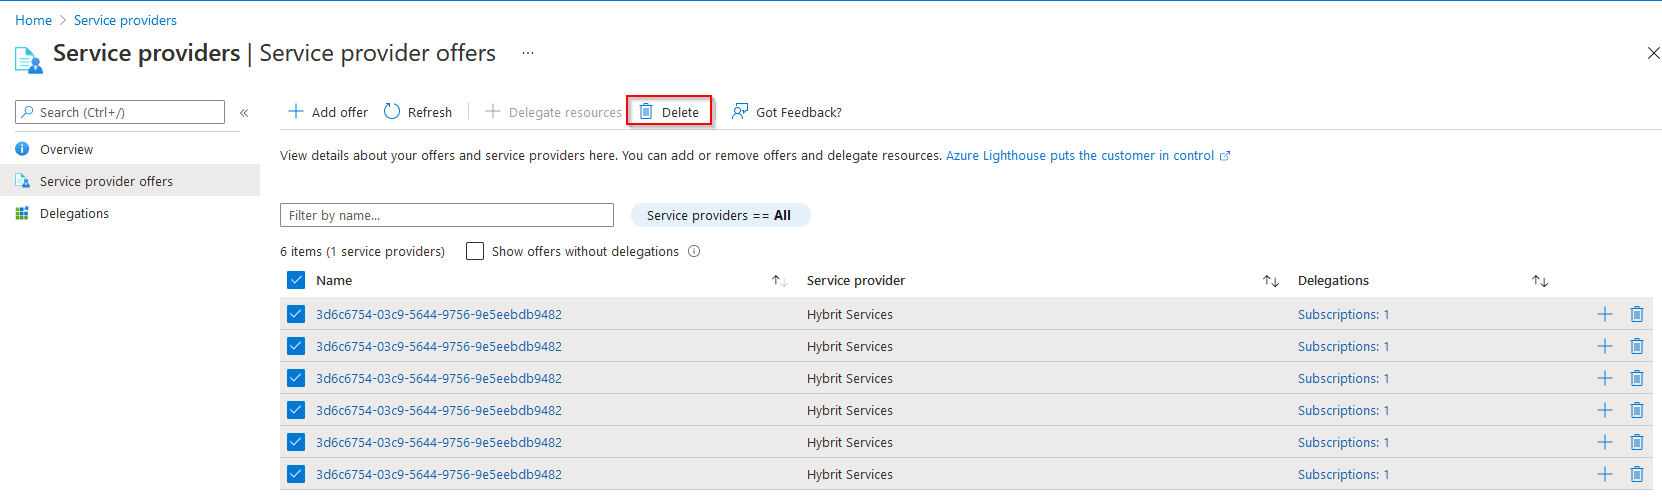 Home > Service providers
Service providers | Service provider offers ...
Search (Ctrl+/) «
Overview
Service provider offers
Delegations
Add offer Refresh Delegate resources Delete Got Feedback?
View details about your offers and service providers here. You can add or remove offers and delegate resources. Azure Lighthouse puts the customer in control
Filter by name... Service providers == All
6 items (1 service providers) Show offers without delegations
Name Service provider Delegations
3d6c6754-03c9-5644-9756-9e5eebdb9482 Hybrit Services Subscriptions: 1
3d6c6754-03c9-5644-9756-9e5eebdb9482 Hybrit Services Subscriptions: 1
3d6c6754-03c9-5644-9756-9e5eebdb9482 Hybrit Services Subscriptions: 1
3d6c6754-03c9-5644-9756-9e5eebdb9482 Hybrit Services Subscriptions: 1
3d6c6754-03c9-5644-9756-9e5eebdb9482 Hybrit Services Subscriptions: 1
3d6c6754-03c9-5644-9756-9e5eebdb9482 Hybrit Services Subscriptions: 1